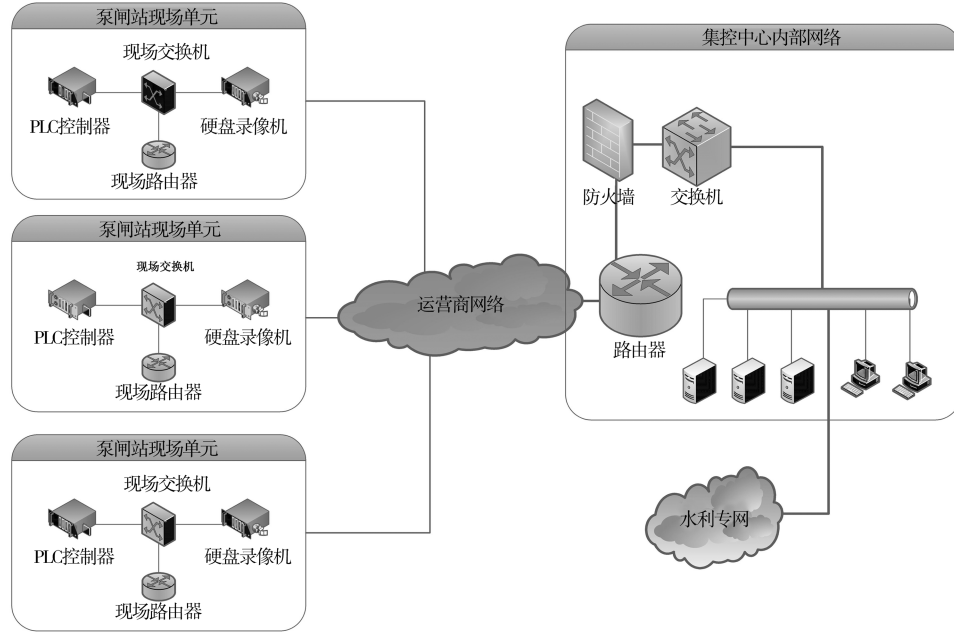 泵闸站现场单元
现场交换机
PLC控制器
硬盘录像机
现场路由器
泵闸站现场单元
现场交换机
PLC控制器
硬盘录像机
现场路由器
泵闸站现场单元
现场交换机
PLC控制器
硬盘录像机
现场路由器
运营商网络
集控中心内部网络
防火墙
交换机
路由器
水利专网